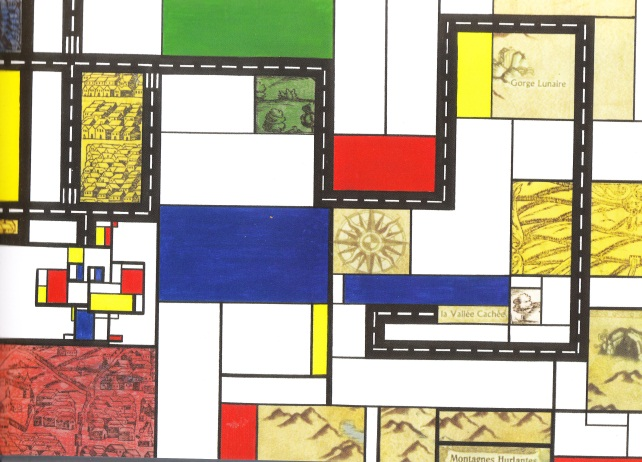 Gorge Lunaire
la Vallée Cachée
Montagnes Hurlantes